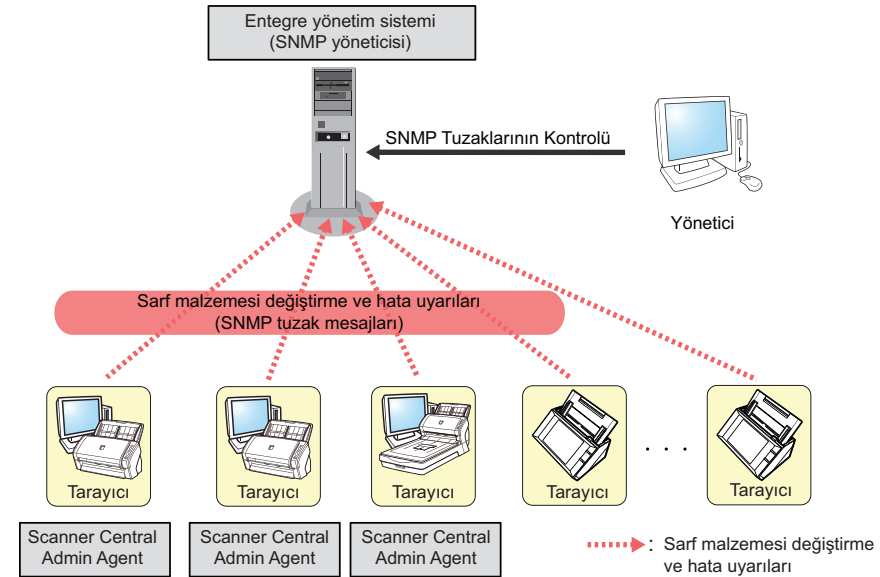 Entegre yönetim sistemi
(SNMP yöneticisi)
SNMP Tuzaklarının Kontrolü
Yönetici
Sarf malzemesi değiştirme ve hata uyarıları
(SNMP tuzak mesajları)
Tarayıcı
Tarayıcı
Tarayıcı
Tarayıcı
. . .
Tarayıcı
Scanner Central
Admin Agent
Scanner Central
Admin Agent
Scanner Central
Admin Agent
: Sarf malzemesi değiştirme
ve hata uyarıları